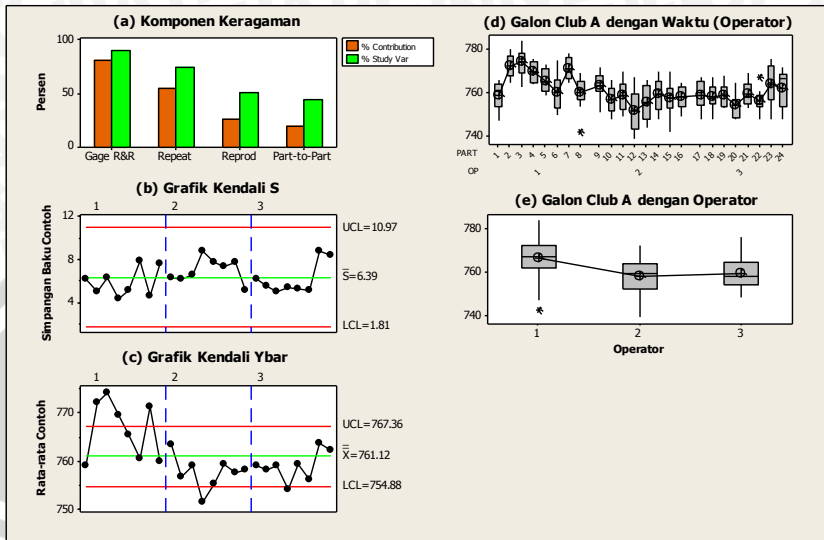 (a) Komponen Keragaman
100
50
0
Persen
Gage R&R Repeat Reprod Part-to-Part
% Contribution
% Study Var
(b) Grafik Kendali S
1 2 3
12
8
4
Simpangan Baku Contoh
UCL=10.97
S=6.39
LCL=1.81
(c) Grafik Kendali Ybar
1 2 3
770
760
750
Rata-rata Contoh
UCL=767.36
X=761.12
LCL=754.88
(d) Galon Club A dengan Waktu (Operator)
780
760
740
PART 1 2 3 4 5 6 7 8 9 10 11 12 13 14 15 16 17 18 19 20 21 22 23 24
OP 1 2 3
(e) Galon Club A dengan Operator
780
760
740
1 2 3
Operator